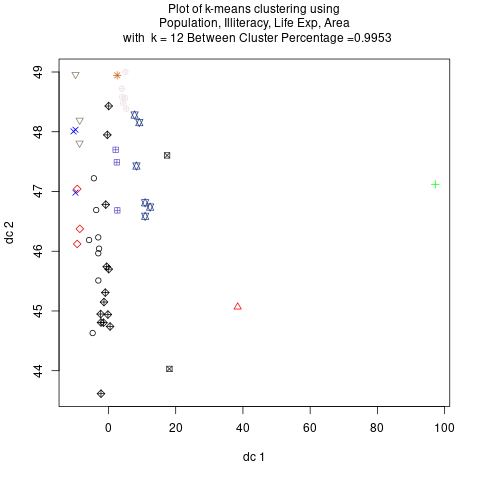 Plot of k-means clustering using
Population, Illiteracy, Life Exp, Area
with k = 12 Between Cluster Percentage =0.9953
49
48
47
46
45
44
dc 2
0 20 40 60 80 100
dc 1